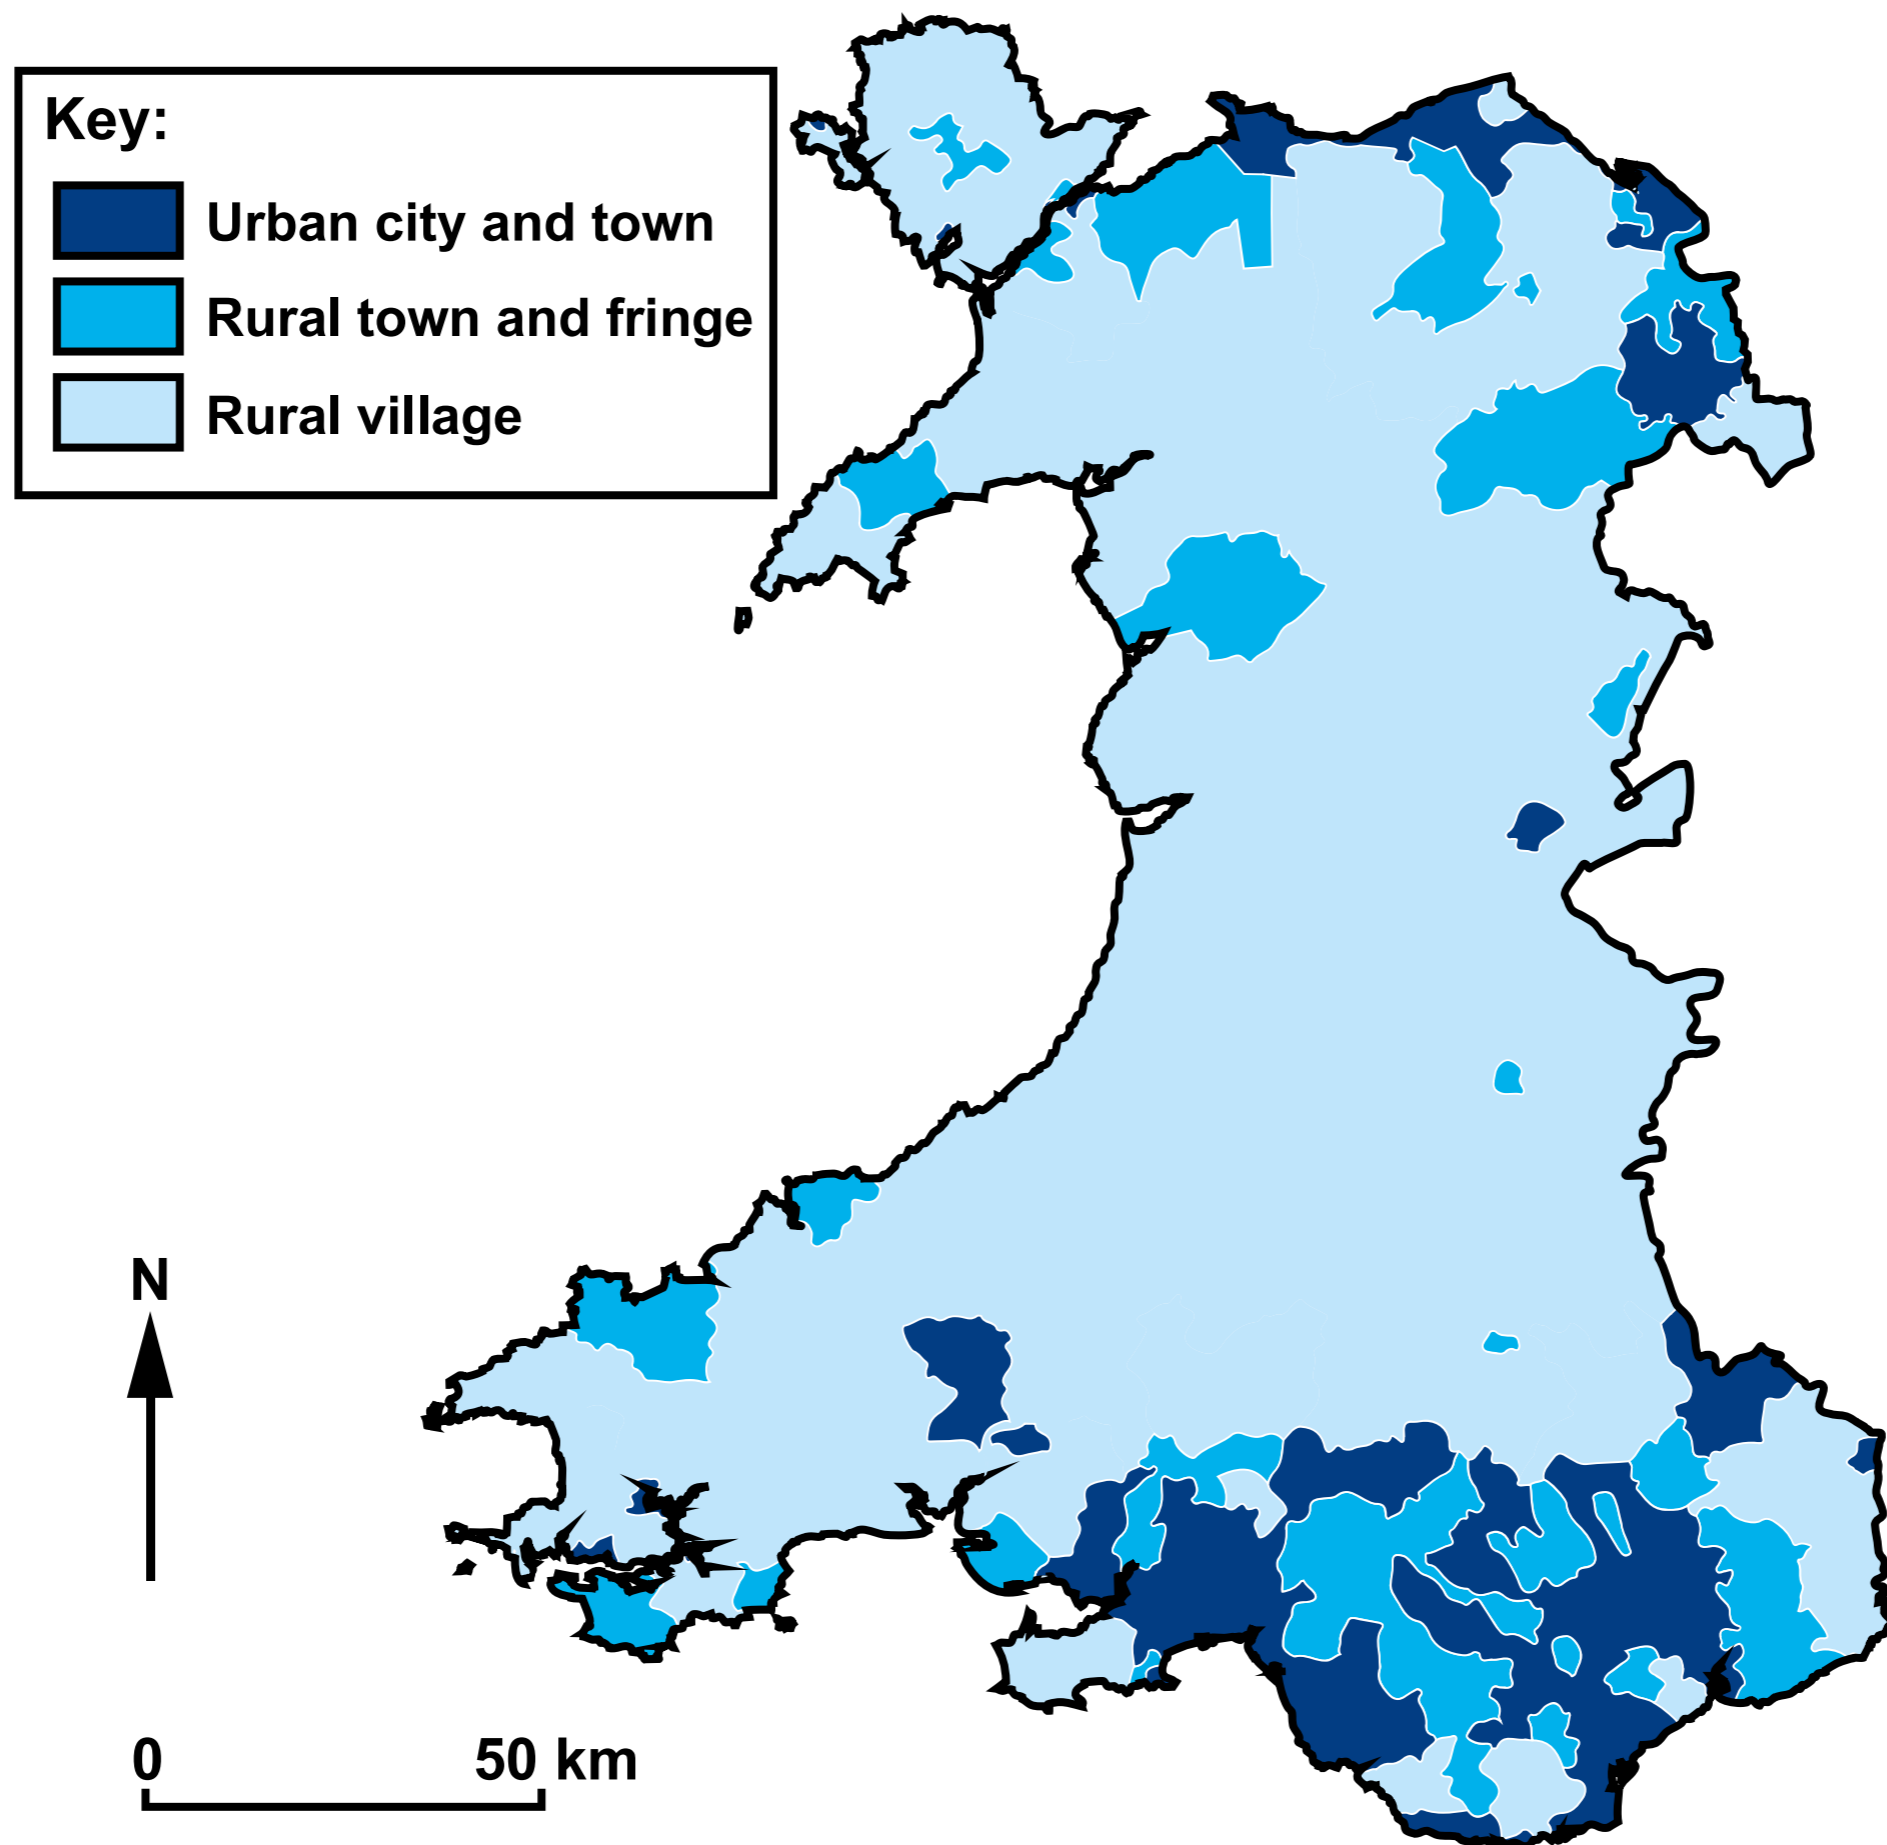 Key:
Urban city and town
Rural town and fringe
Rural village
N
0 50 km